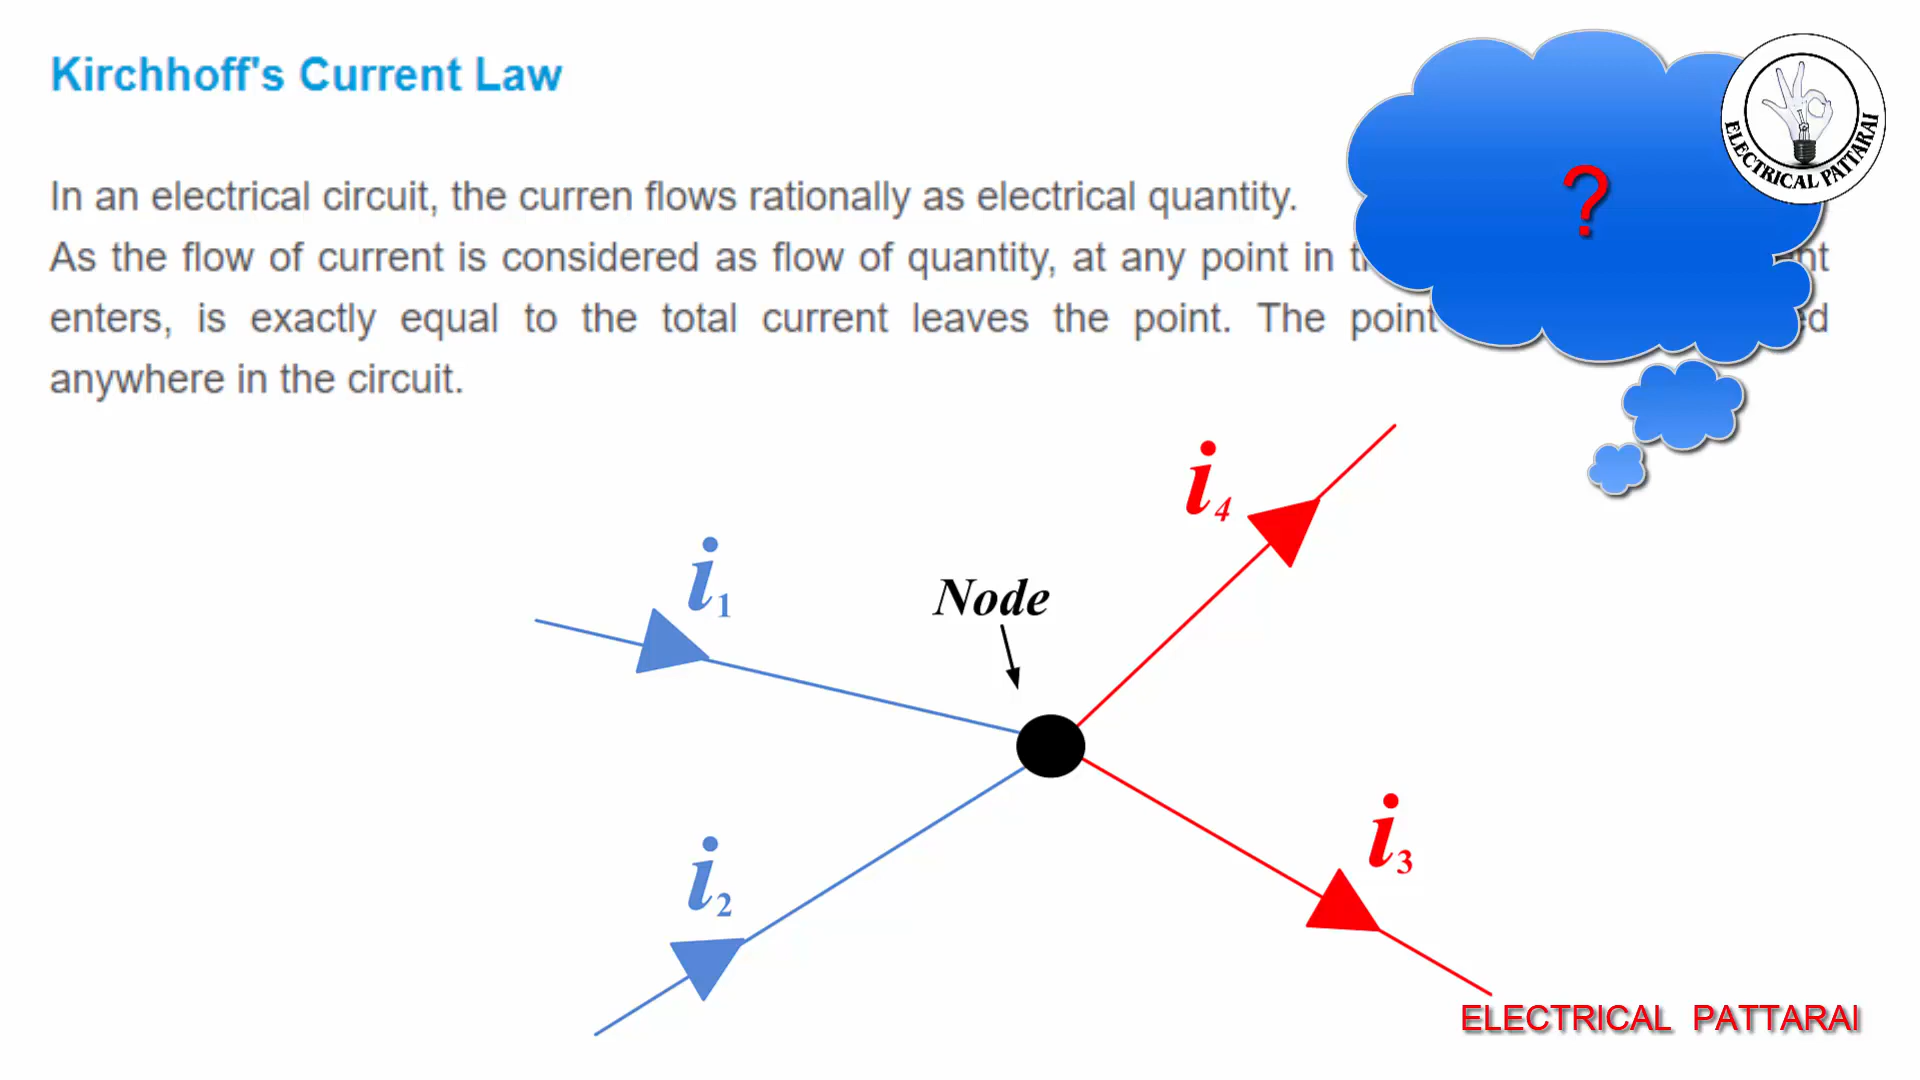 Kirchhoff's Current Law
In an electrical circuit, the curren flows rationally as electrical quantity.
As the flow of current is considered as flow of quantity, at any point in
enters, is exactly equal to the total current leaves the point. The point
anywhere in the circuit.
?
ELECTRICAL PATTARAI
i4
i1
Node
i3
i2
ELECTRICAL PATTARAI